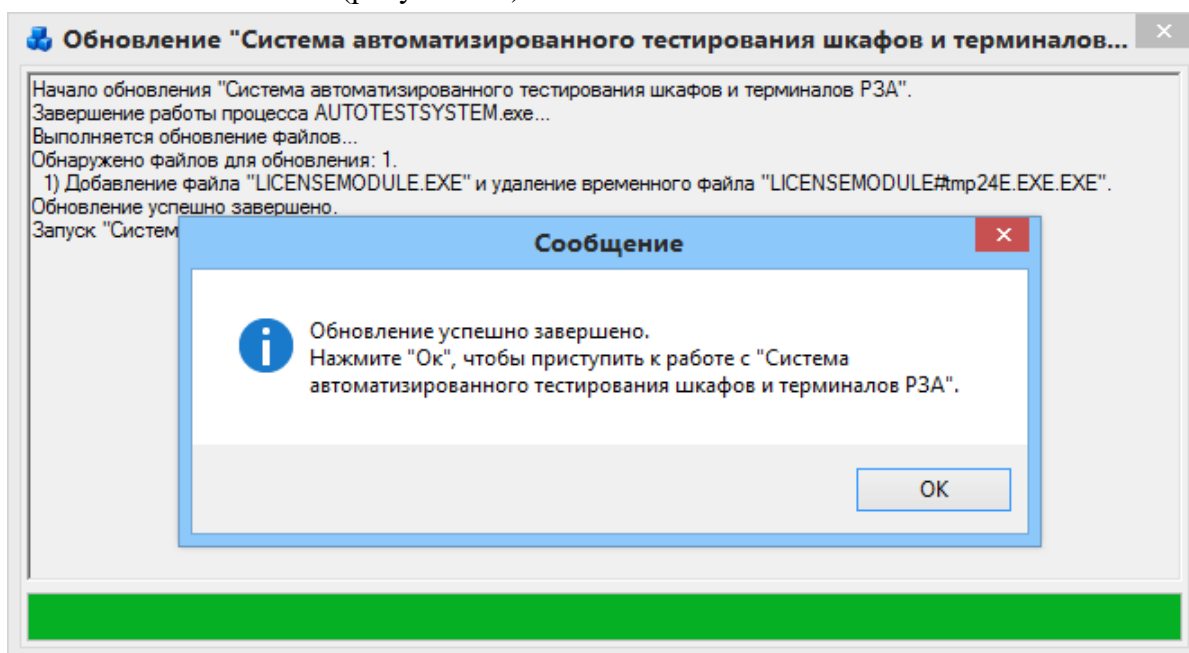 Обновление "Система автоматизированного тестирования шкафов и терминалов...
Начало обновления "Система автоматизированного тестирования шкафов и терминалов РЗА".
Завершение работы процесса AUTOTESTSYSTEM.exe...
Выполняется обновление файлов...
Обнаружено файлов для обновления: 1.
1) Добавление файла "LICENSEMODULE.EXE" и удаление временного файла "LICENSEMODULE#tmp24E.EXE.EXE".
Обновление успешно завершено.
Запуск "Систем
Сообщение
Обновление успешно завершено.
Нажмите "Ок", чтобы приступить к работе с "Система
автоматизированного тестирования шкафов и терминалов РЗА".
OK